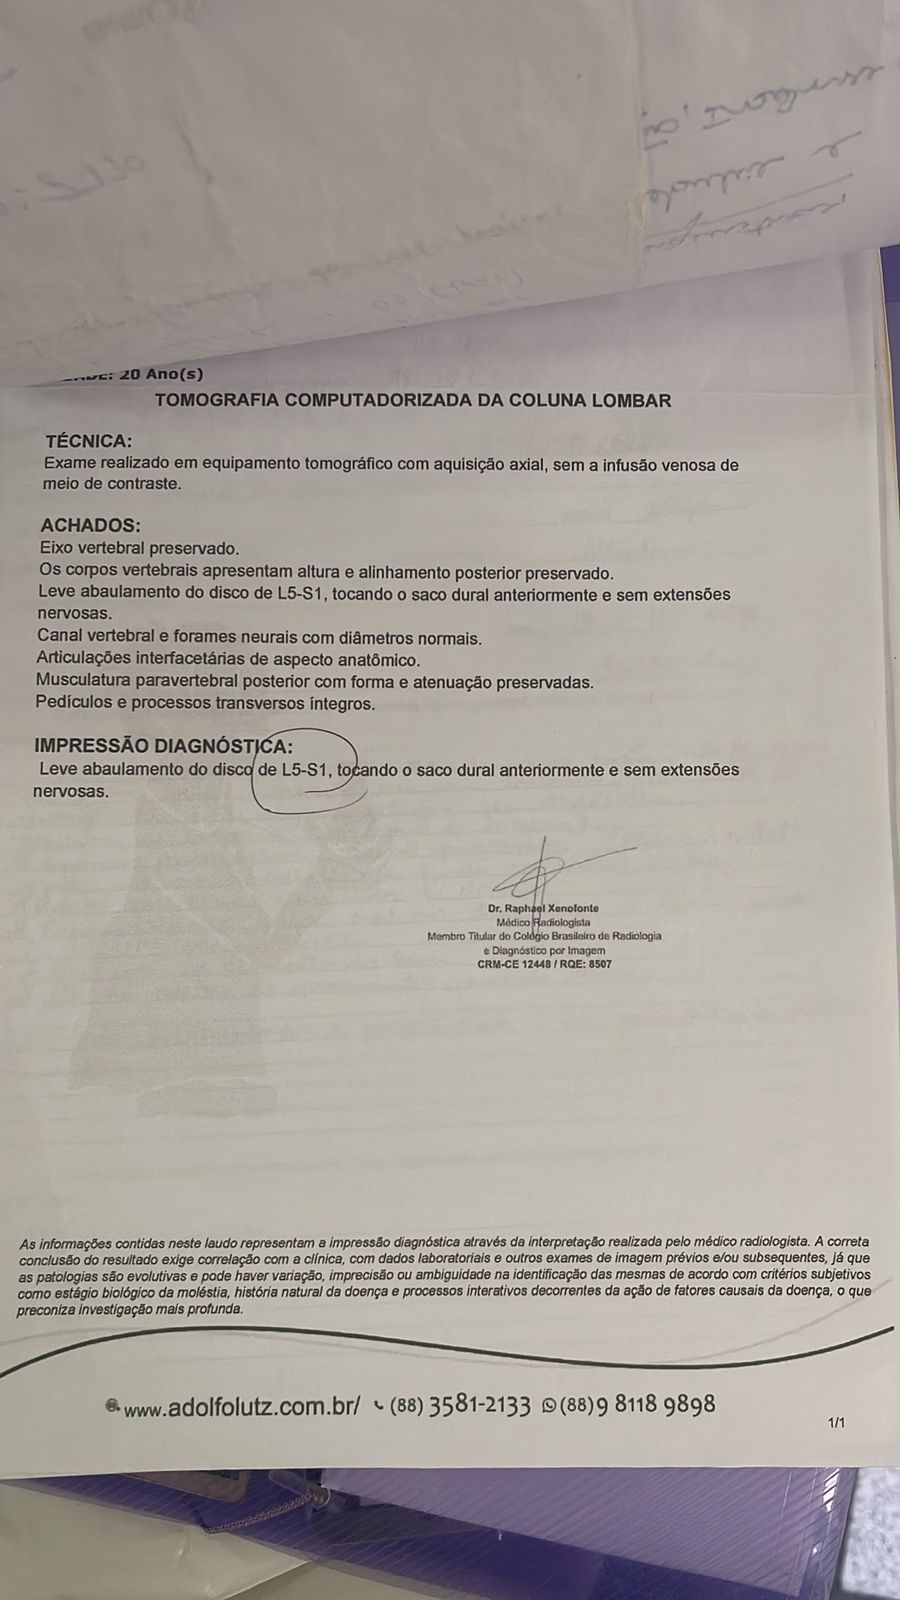 20 Ano(s)
TOMOGRAFIA COMPUTADORIZADA DA COLUNA LOMBAR
TÉCNICA:
Exame realizado em equipamento tomográfico com aquisição axial, sem a infusão venosa de
meio de contraste.
ACHADOS:
Eixo vertebral preservado.
Os corpos vertebrais apresentam altura e alinhamento posterior preservado.
Leve abaulamento do disco de L5-S1, tocando o saco dural anteriormente e sem extensões
nervosas.
Canal vertebral e forames neurais com diâmetros normais.
Articulações interfacetárias de aspecto anatômico.
Musculatura paravertebral posterior com forma e atenuação preservadas.
Pedículos e processos transversos íntegros.
IMPRESSÃO DIAGNÓSTICA:
Leve abaulamento do disco de L5-S1, tocando o saco dural anteriormente e sem extensões
nervosas.
Dr. Raphael Xenofonte
Médico Radiologista
Membro Titular do Colégio Brasileiro de Radiologia
e Diagnóstico por Imagem
CRM-CE 12448 / RQE: 8507
As informações contidas neste laudo representam a impressão diagnóstica através da interpretação realizada pelo médico radiologista. A correta
conclusão do resultado exige correlação com a clínica, com dados laboratoriais e outros exames de imagem prévios e/ou subsequentes, já que
as patologias são evolutivas e pode haver variação, imprecisão ou ambiguidade na identificação das mesmas de acordo com critérios subjetivos
como estágio biológico da moléstia, história natural da doença e processos interativos decorrentes da ação de fatores causais da doença, o que
preconiza investigação mais profunda.
www.adolfolutz.com.br/ (88) 3581-2133 (88)9 8118 9898
1/1